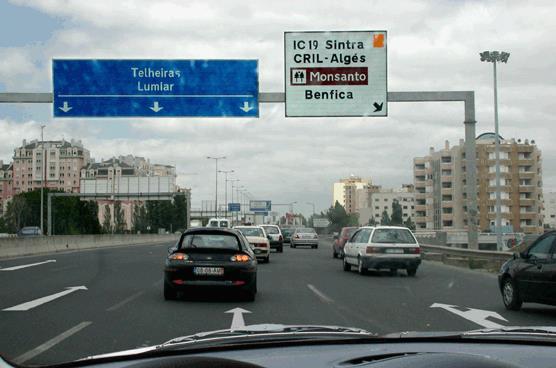 Telheiras
Lumiar
IC19 Sintra
CRIL-Algés
Monsanto
Benfica